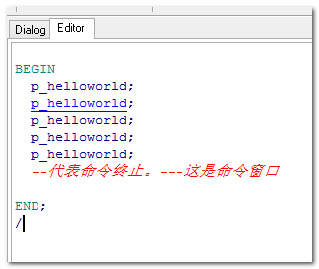 Dialog Editor
BEGIN
p_helloworld;
p_helloworld;
p_helloworld;
p_helloworld;
p_helloworld;
--代表命令终止。---这是命令窗口
END;
/